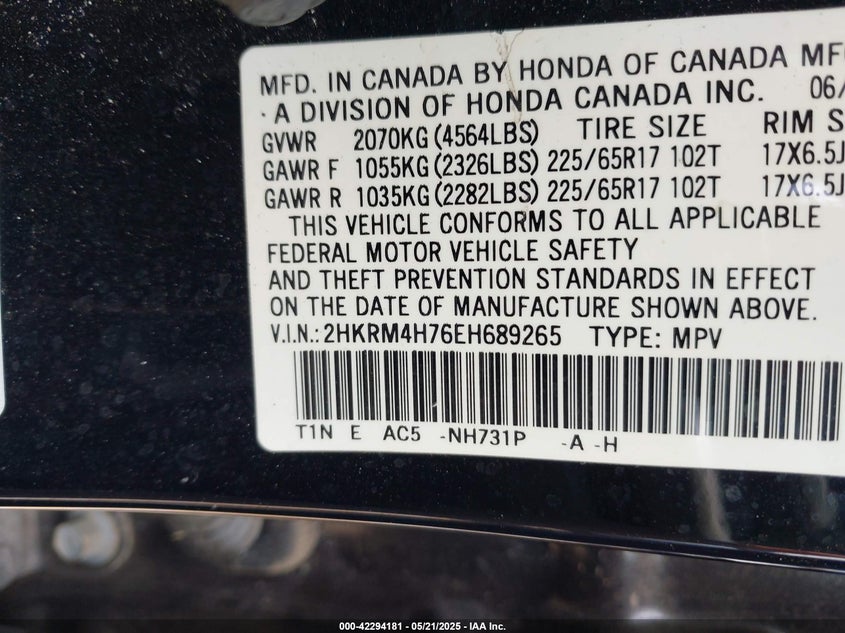 MFD. IN CANADA BY HONDA OF CANADA MFG
A DIVISION OF HONDA CANADA INC. 06/
GVWR 2070KG (4564LBS) TIRE SIZE RIM S
GAWR F 1055KG (2326LBS) 225/65R17 102T 17X6.5J
GAWR R 1035KG (2282LBS) 225/65R17 102T 17X6.5J
THIS VEHICLE CONFORMS TO ALL APPLICABLE
FEDERAL MOTOR VEHICLE SAFETY
AND THEFT PREVENTION STANDARDS IN EFFECT
ON THE DATE OF MANUFACTURE SHOWN ABOVE.
V.I.N.: 2HKRM4H76EH689265 TYPE: MPV
T1N E AC5 -NH731P -A -H
000-42294181 - 05/21/2025 - IAA Inc.